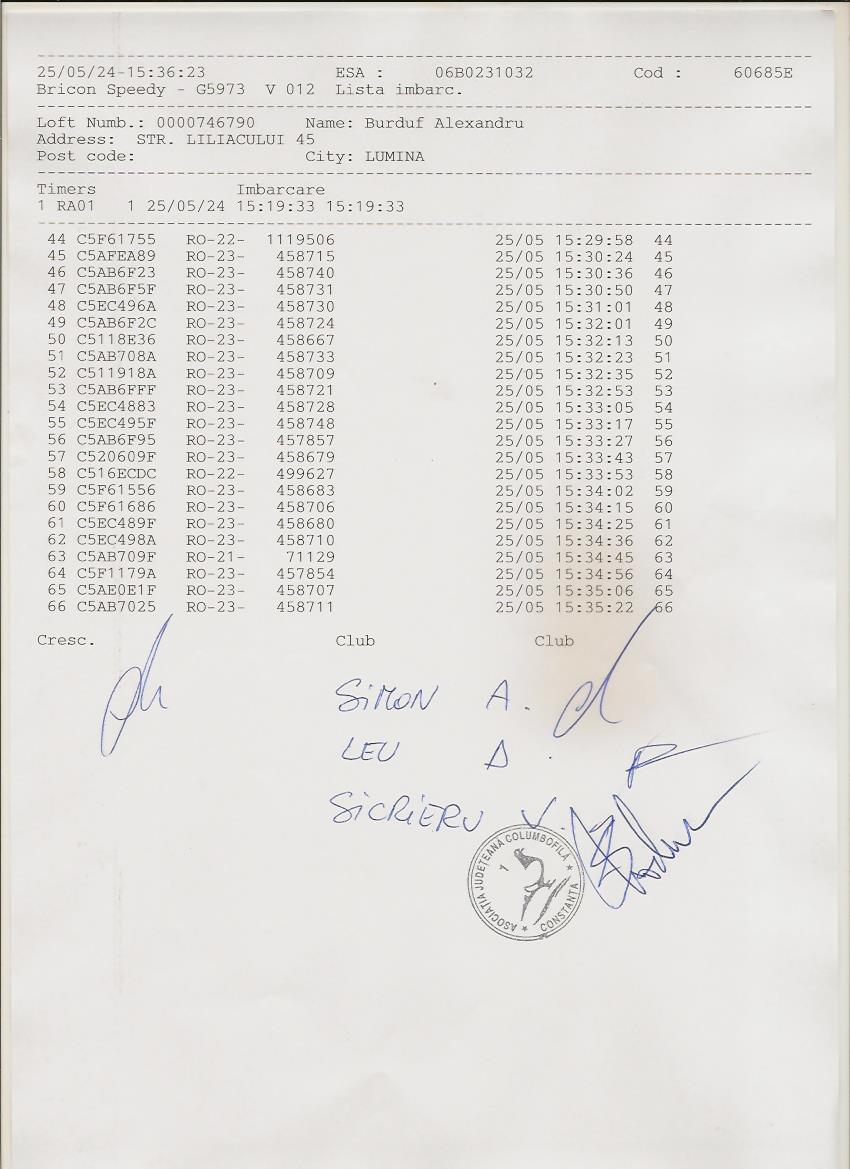 25/05/24-15:36:23 ESA : 06B0231032 Cod : 60685E
Bricon Speedy - G5973 V 012 Lista imbarc.
Loft Numb.: 0000746790 Name: Burduf Alexandru
Address: STR. LILIACULUI 45
Post code: City: LUMINA
Timers Imbarcare
1 RA01 1 25/05/24 15:19:33 15:19:33
44 C5F61755 RO-22- 1119506 25/05 15:29:58 44
45 C5AFEA89 RO-23- 458715 25/05 15:30:24 45
46 C5AB6F23 RO-23- 458740 25/05 15:30:36 46
47 C5AB6F5F RO-23- 458731 25/05 15:30:50 47
48 C5EC496A RO-23- 458730 25/05 15:31:01 48
49 C5AB6F2C RO-23- 458724 25/05 15:32:01 49
50 C5118E36 RO-23- 458667 25/05 15:32:13 50
51 C5AB708A RO-23- 458733 25/05 15:32:23 51
52 C511918A RO-23- 458709 25/05 15:32:35 52
53 C5AB6FFF RO-23- 458721 25/05 15:32:53 53
54 C5EC4883 RO-23- 458728 25/05 15:33:05 54
55 C5EC495F RO-23- 458748 25/05 15:33:17 55
56 C5AB6F95 RO-23- 457857 25/05 15:33:27 56
57 C520609F RO-23- 458679 25/05 15:33:43 57
58 C516ECDC RO-22- 499627 25/05 15:33:53 58
59 C5F61556 RO-23- 458683 25/05 15:34:02 59
60 C5F61686 RO-23- 458706 25/05 15:34:15 60
61 C5EC489F RO-23- 458680 25/05 15:34:25 61
62 C5EC498A RO-23- 458710 25/05 15:34:36 62
63 C5AB709F RO-21- 71129 25/05 15:34:45 63
64 C5F1179A RO-23- 457854 25/05 15:34:56 64
65 C5AE0E1F RO-23- 458707 25/05 15:35:06 65
66 C5AB7025 RO-23- 458711 25/05 15:35:22 66
Cresc. Club Club
SIMON A.
LEU D.
SICRIERU V.
ASOCIAȚIA JUDEȚEANĂ COLUMBOFILĂ * CONSTANȚA *
1